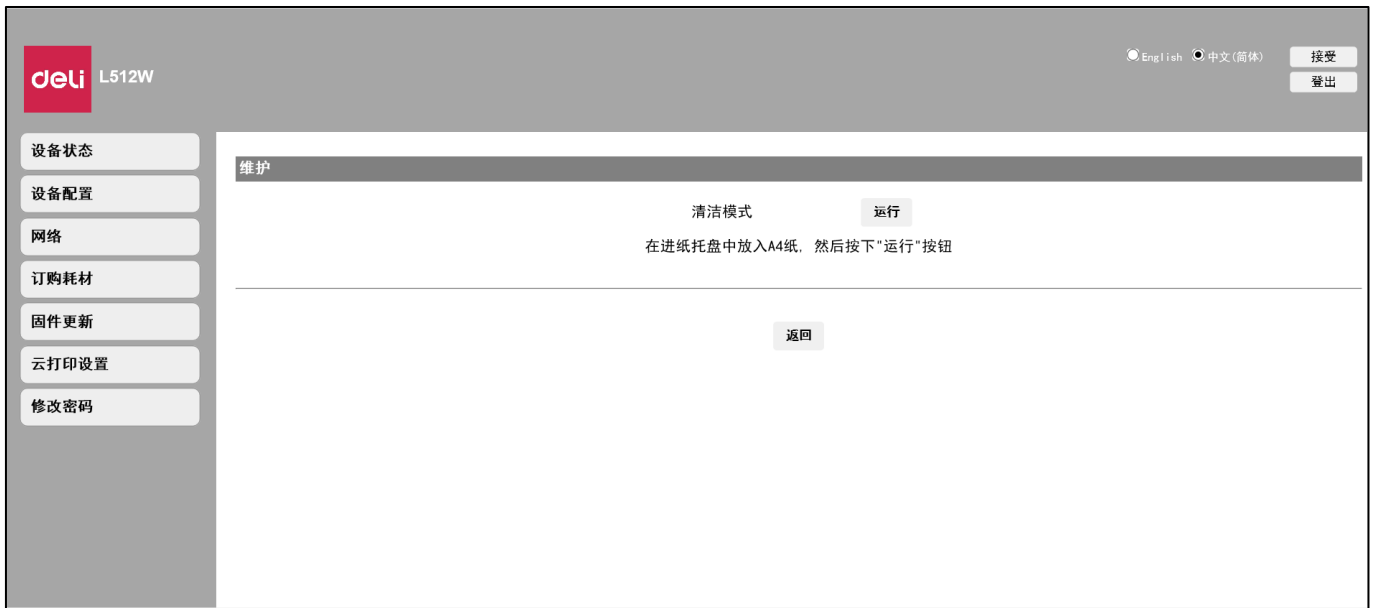 deli L512W
English 中文(简体) 接受
登出
设备状态
设备配置
网络
订购耗材
固件更新
云打印设置
修改密码
维护
清洁模式 运行
在进纸托盘中放入A4纸, 然后按下"运行"按钮
返回